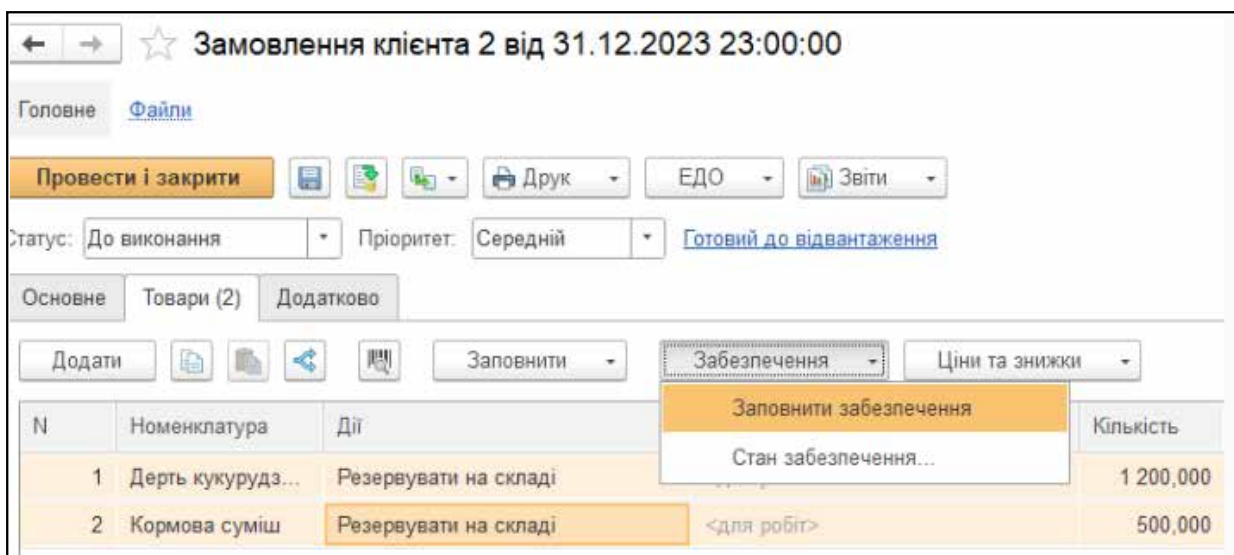 Замовлення клієнта 2 від 31.12.2023 23:00:00
Головне Файли
Провести і закрити Друк ЕДО Звіти
Статус: До виконання Пріоритет: Середній Готовий до відвантаження
Основне Товари (2) Додатково
Додати Заповнити Забезпечення Ціни та знижки
Заповнити забезпечення
N Номенклатура Дії Кількість
Стан забезпечення...
1 Дерть кукурудз... Резервувати на складі 1 200,000
2 Кормова суміш Резервувати на складі <для робіт> 500,000